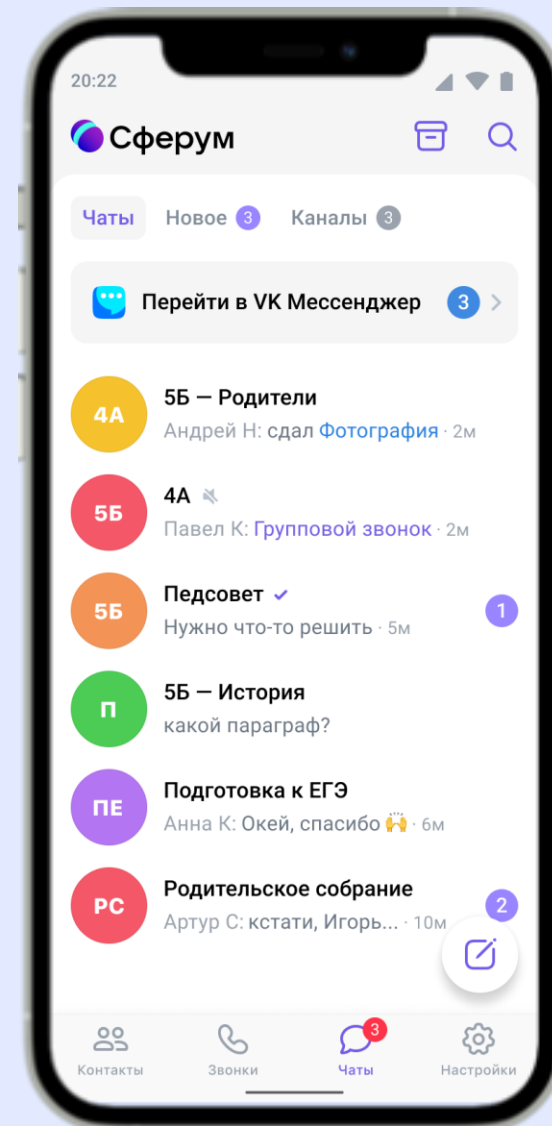 20:22
Сферум
Чаты Новое 3 Каналы 3
Перейти в VK Мессенджер 3
4А
5Б — Родители
Андрей Н: сдал Фотография · 2м
5Б
4А
Павел К: Групповой звонок · 2м
5Б
Педсовет
Нужно что-то решить · 5м
1
П
5Б — История
какой параграф?
ПЕ
Подготовка к ЕГЭ
Анна К: Окей, спасибо 🙌 · 6м
РС
Родительское собрание
Артур С: кстати, Игорь... · 10м
2
3
Контакты Звонки Чаты Настройки